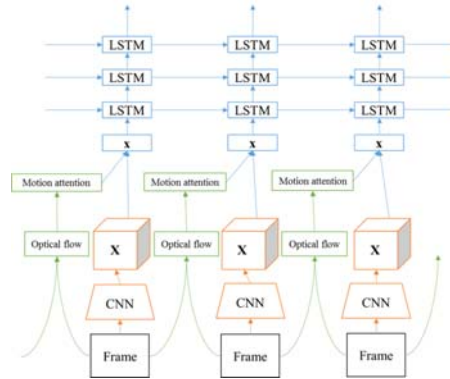 LSTM LSTM LSTM
LSTM LSTM LSTM
LSTM LSTM LSTM
x x x
Motion attention Motion attention Motion attention
Optical flow X Optical flow X Optical flow X
CNN CNN CNN
Frame Frame Frame